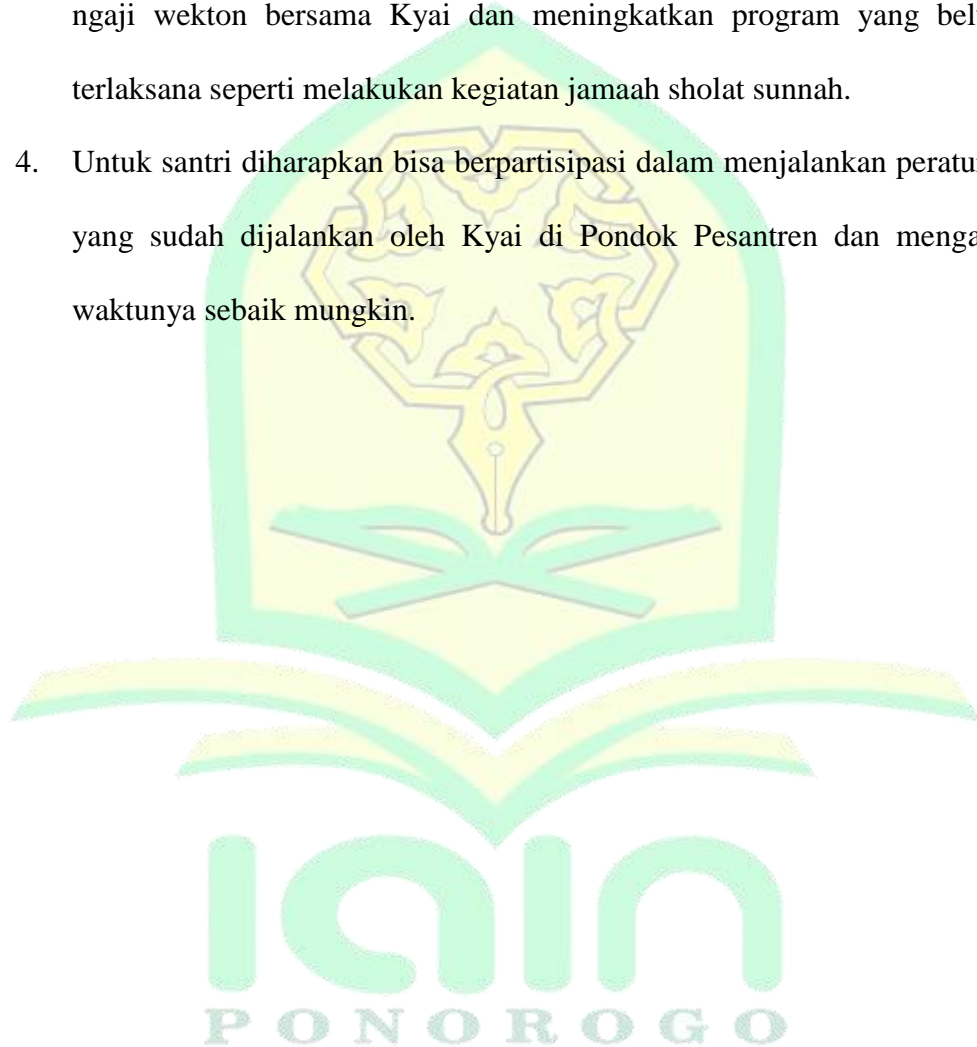 ngaji wekton bersama Kyai dan meningkatkan program yang bel
terlaksana seperti melakukan kegiatan jamaah sholat sunnah.
4. Untuk santri diharapkan bisa berpartisipasi dalam menjalankan peratu
yang sudah dijalankan oleh Kyai di Pondok Pesantren dan menga
waktunya sebaik mungkin.
iain
PONOROGO